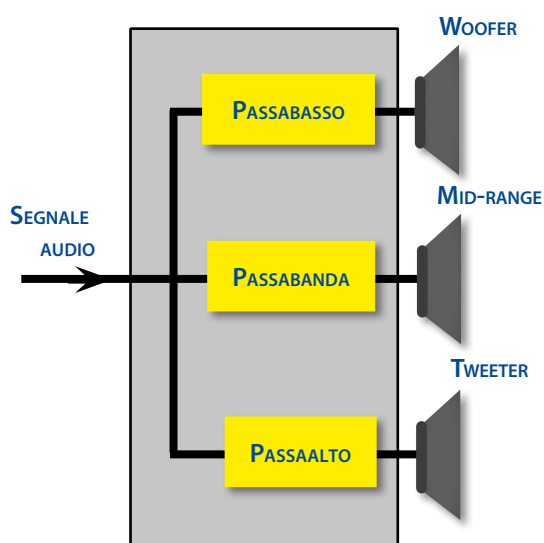 WOOFER
PASSABASSO
MID-RANGE
SEGNALE
AUDIO
PASSABANDA
TWEETER
PASSAALTO